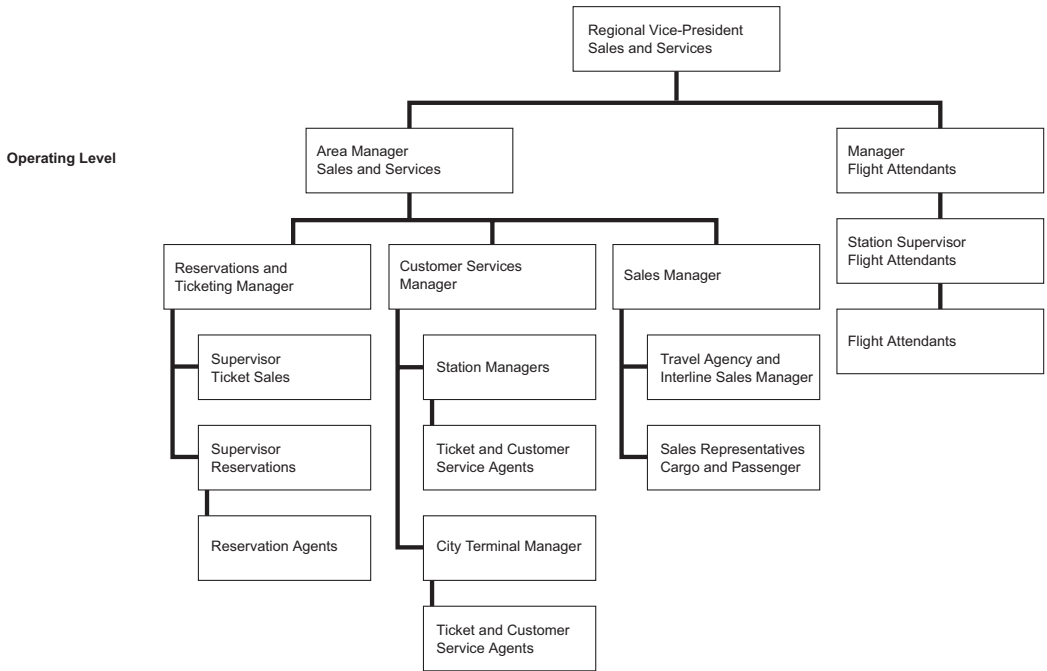 Regional Vice-President
Sales and Services
Operating Level
Area Manager
Sales and Services
Manager
Flight Attendants
Reservations and
Ticketing Manager
Customer Services
Manager
Sales Manager
Station Supervisor
Flight Attendants
Supervisor
Ticket Sales
Station Managers
Travel Agency and
Interline Sales Manager
Flight Attendants
Supervisor
Reservations
Ticket and Customer
Service Agents
Sales Representatives
Cargo and Passenger
Reservation Agents
City Terminal Manager
Ticket and Customer
Service Agents